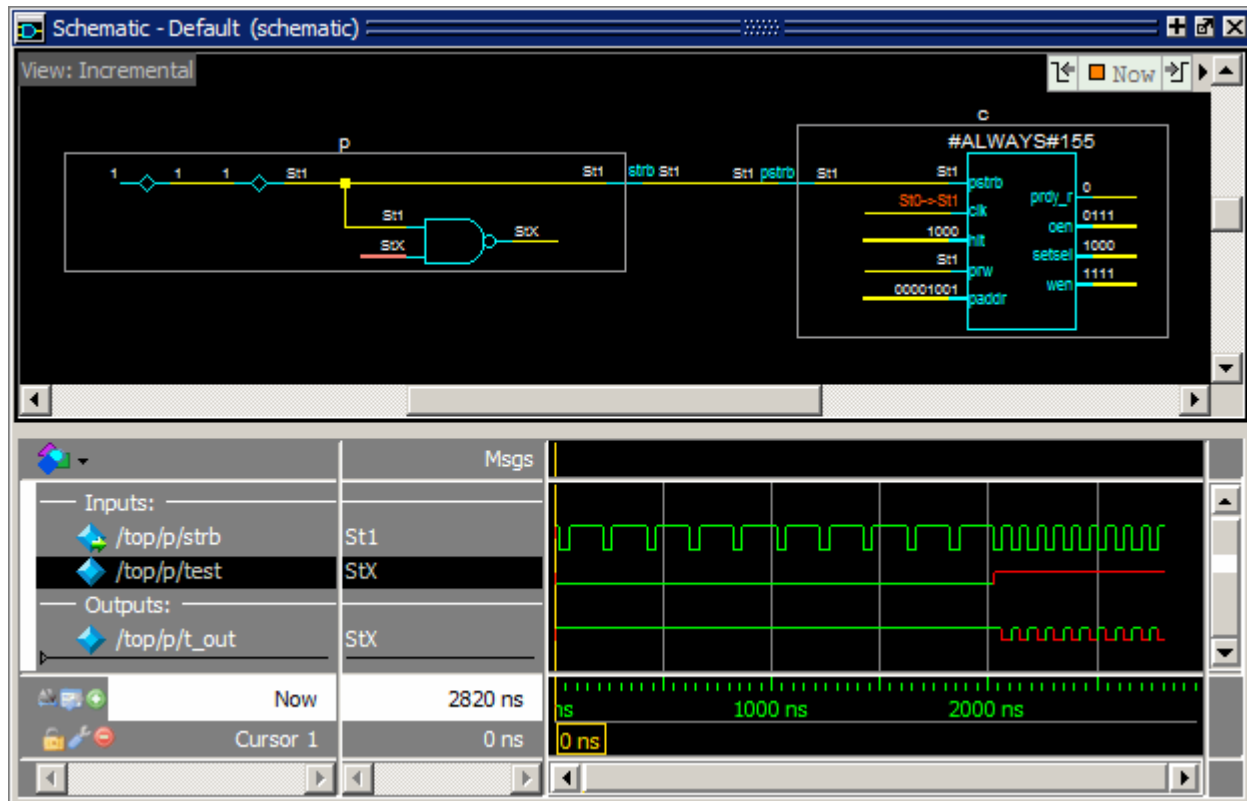 Schematic - Default (schematic)
View: Incremental
Now
c
p
#ALWAYS#155
1 1 1 St1 St1 strb St1 St1 pstrb St1 St1
pstrb
prdy_r 0
St0->St1 clk
St1
oen 0111
StX StX
1000 hlt
setsel 1000
St1 prw
wen 1111
00001001 paddr
Msgs
Inputs:
/top/p/strb St1
/top/p/test StX
Outputs:
/top/p/t_out StX
Now 2820 ns
ns 1000 ns 2000 ns
Cursor 1 0 ns 0 ns